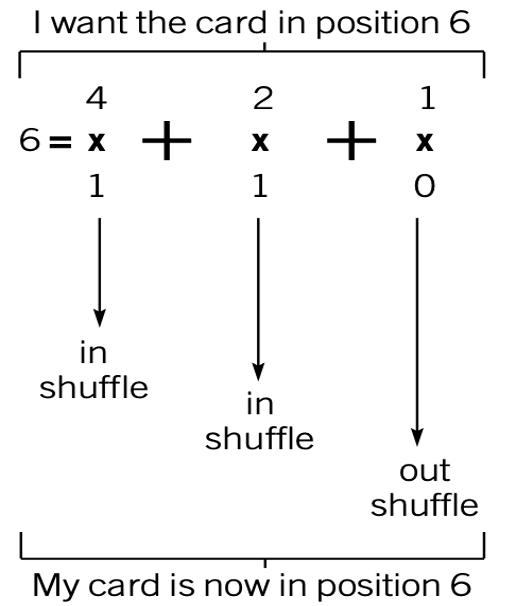 I want the card in position 6
4 2 1
6 = x + x + x
1 1 0
in
shuffle
in
shuffle
out
shuffle
My card is now in position 6